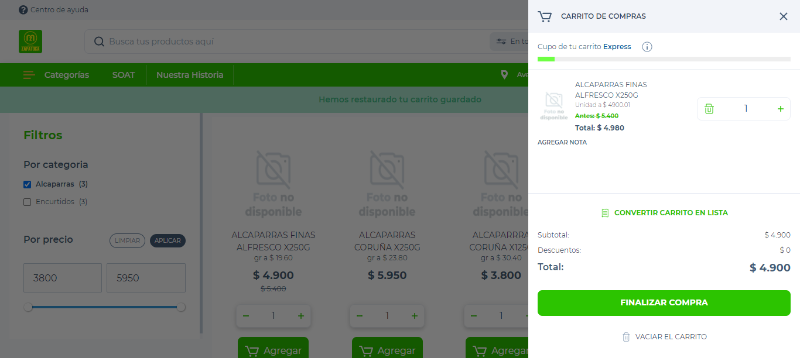 Centro de ayuda
Busca tus productos aquí
En to
Categorías
SOAT
Nuestra Historia
Hemos restaurado tu carrito guardado
Filtros
Por categoría
Alcaparras (3)
Encurtidos (3)
Por precio
LIMPIAR
APLICAR
3800
5950
Foto no
disponible
ALCAPARRAS FINAS
ALFRESCO X250G
gr a $ 19.60
$ 4.900
$ 5.400
1
Agregar
Foto no
disponible
ALCAPARRAS
CORUÑA X250G
gr a $ 23.80
$ 5.950
1
Agregar
Foto no
disponible
ALCAPARRRAS
CORUÑA X125G
gr a $ 30.40
$ 3.800
1
Agregar
CARRITO DE COMPRAS
Cupo de tu carrito Express
Foto no
disponible
ALCAPARRAS FINAS
ALFRESCO X250G
Unidad a $ 4900.01
Antes: $ 5.400
Total: $ 4.980
1
AGREGAR NOTA
CONVERTIR CARRITO EN LISTA
Subtotal: $ 4.900
Descuentos: $ 0
Total: $ 4.900
FINALIZAR COMPRA
VACIAR EL CARRITO